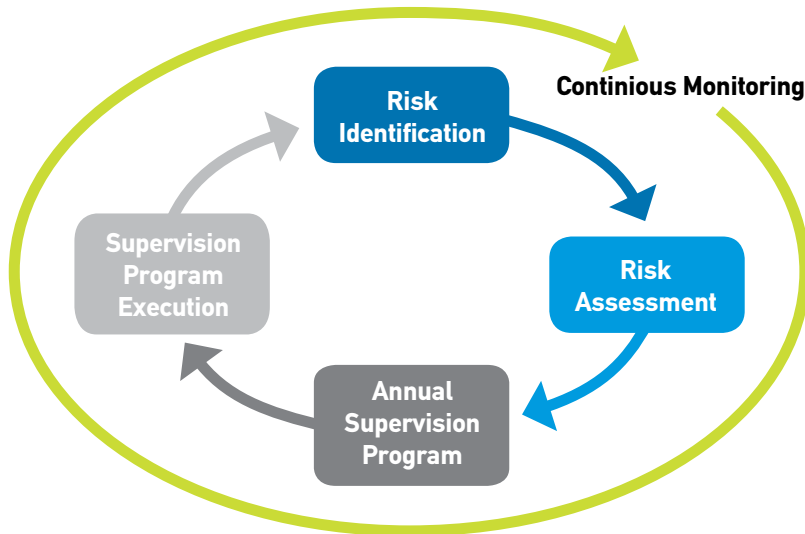 Risk
Identification
Continious Monitoring
Risk
Assessment
Annual
Supervision
Program
Supervision
Program
Execution